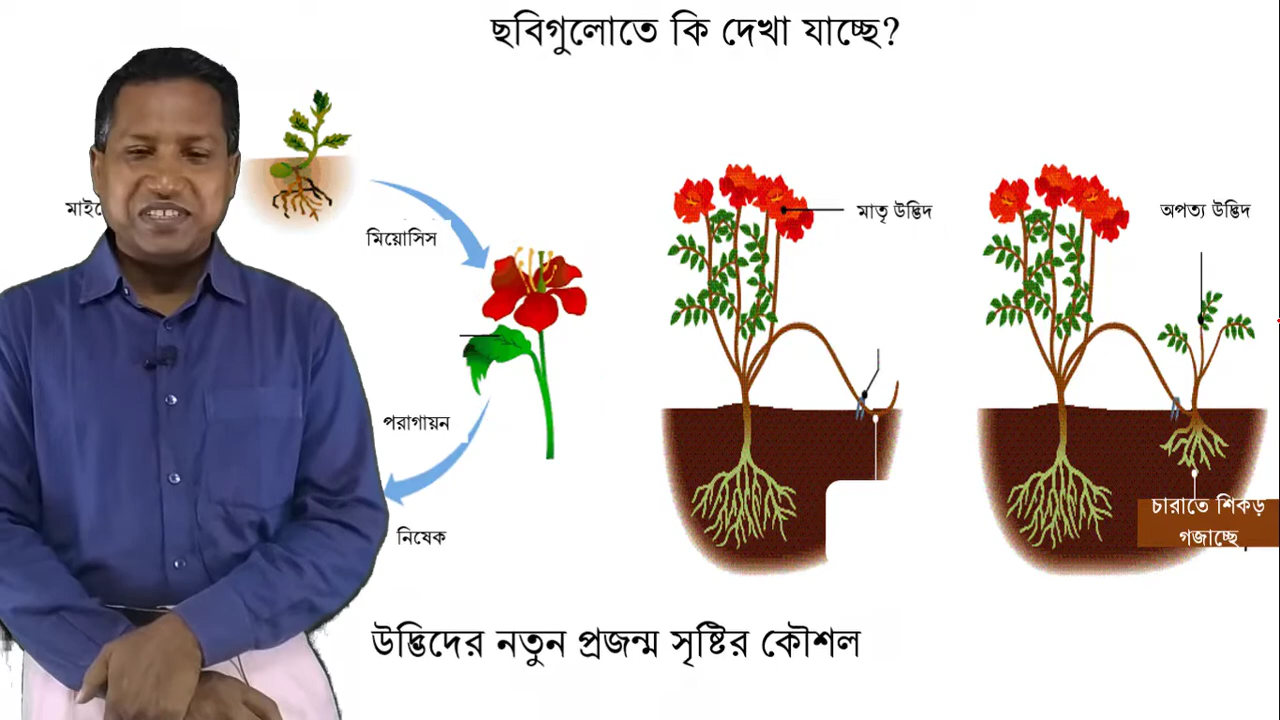 ছবিগুলোতে কি দেখা যাচ্ছে?
মিয়োসিস
পরাগায়ন
নিষেক
মাতৃ উদ্ভিদ
অপত্য উদ্ভিদ
চারাতে শিকড়
গজাচ্ছে
উদ্ভিদের নতুন প্রজন্ম সৃষ্টির কৌশল